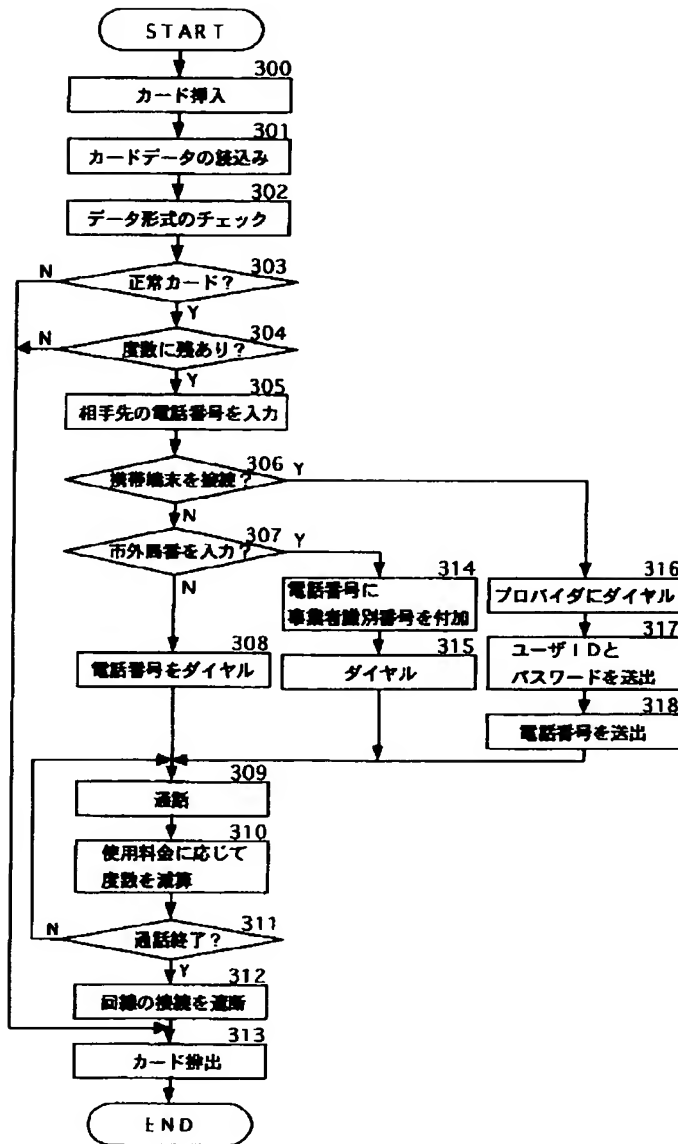 START
300
カード挿入
301
カードデータの読込み
302
データ形式のチェック
303
N
正常カード?
Y
304
N
度数に残あり?
Y
305
相手先の電話番号を入力
306
携帯端末を接続?
Y
N
307
市外局番を入力?
Y
N
308
電話番号をダイヤル
314
電話番号に
事業者識別番号を付加
315
ダイヤル
316
プロバイダにダイヤル
317
ユーザIDと
パスワードを送出
318
電話番号を送出
309
通話
310
使用料金に応じて
度数を減算
311
N
通話終了?
Y
312
回線の接続を遮断
313
カード排出
END